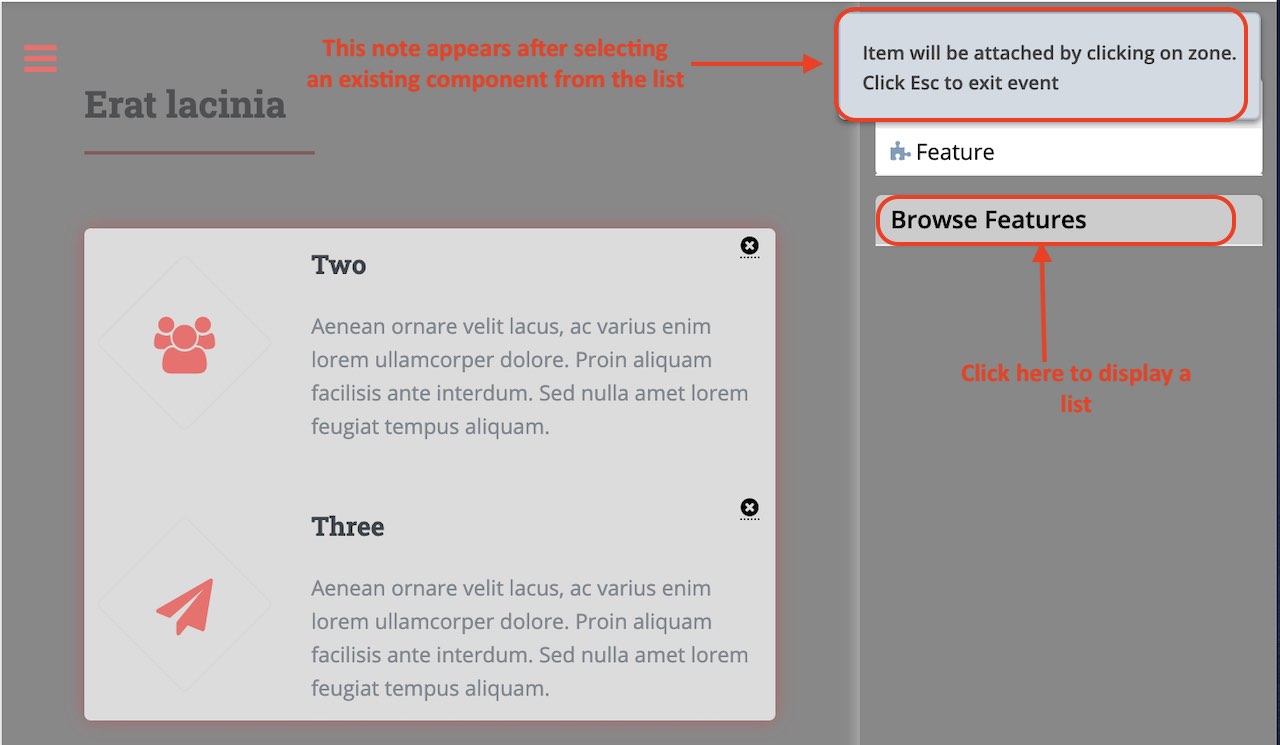 This note appears after selecting
an existing component from the list
Item will be attached by clicking on zone.
Click Esc to exit event
Erat lacinia
Feature
Browse Features
Click here to display a
list
Two
Aenean ornare velit lacus, ac varius enim
lorem ullamcorper dolore. Proin aliquam
facilisis ante interdum. Sed nulla amet lorem
feugiat tempus aliquam.
Three
Aenean ornare velit lacus, ac varius enim
lorem ullamcorper dolore. Proin aliquam
facilisis ante interdum. Sed nulla amet lorem
feugiat tempus aliquam.